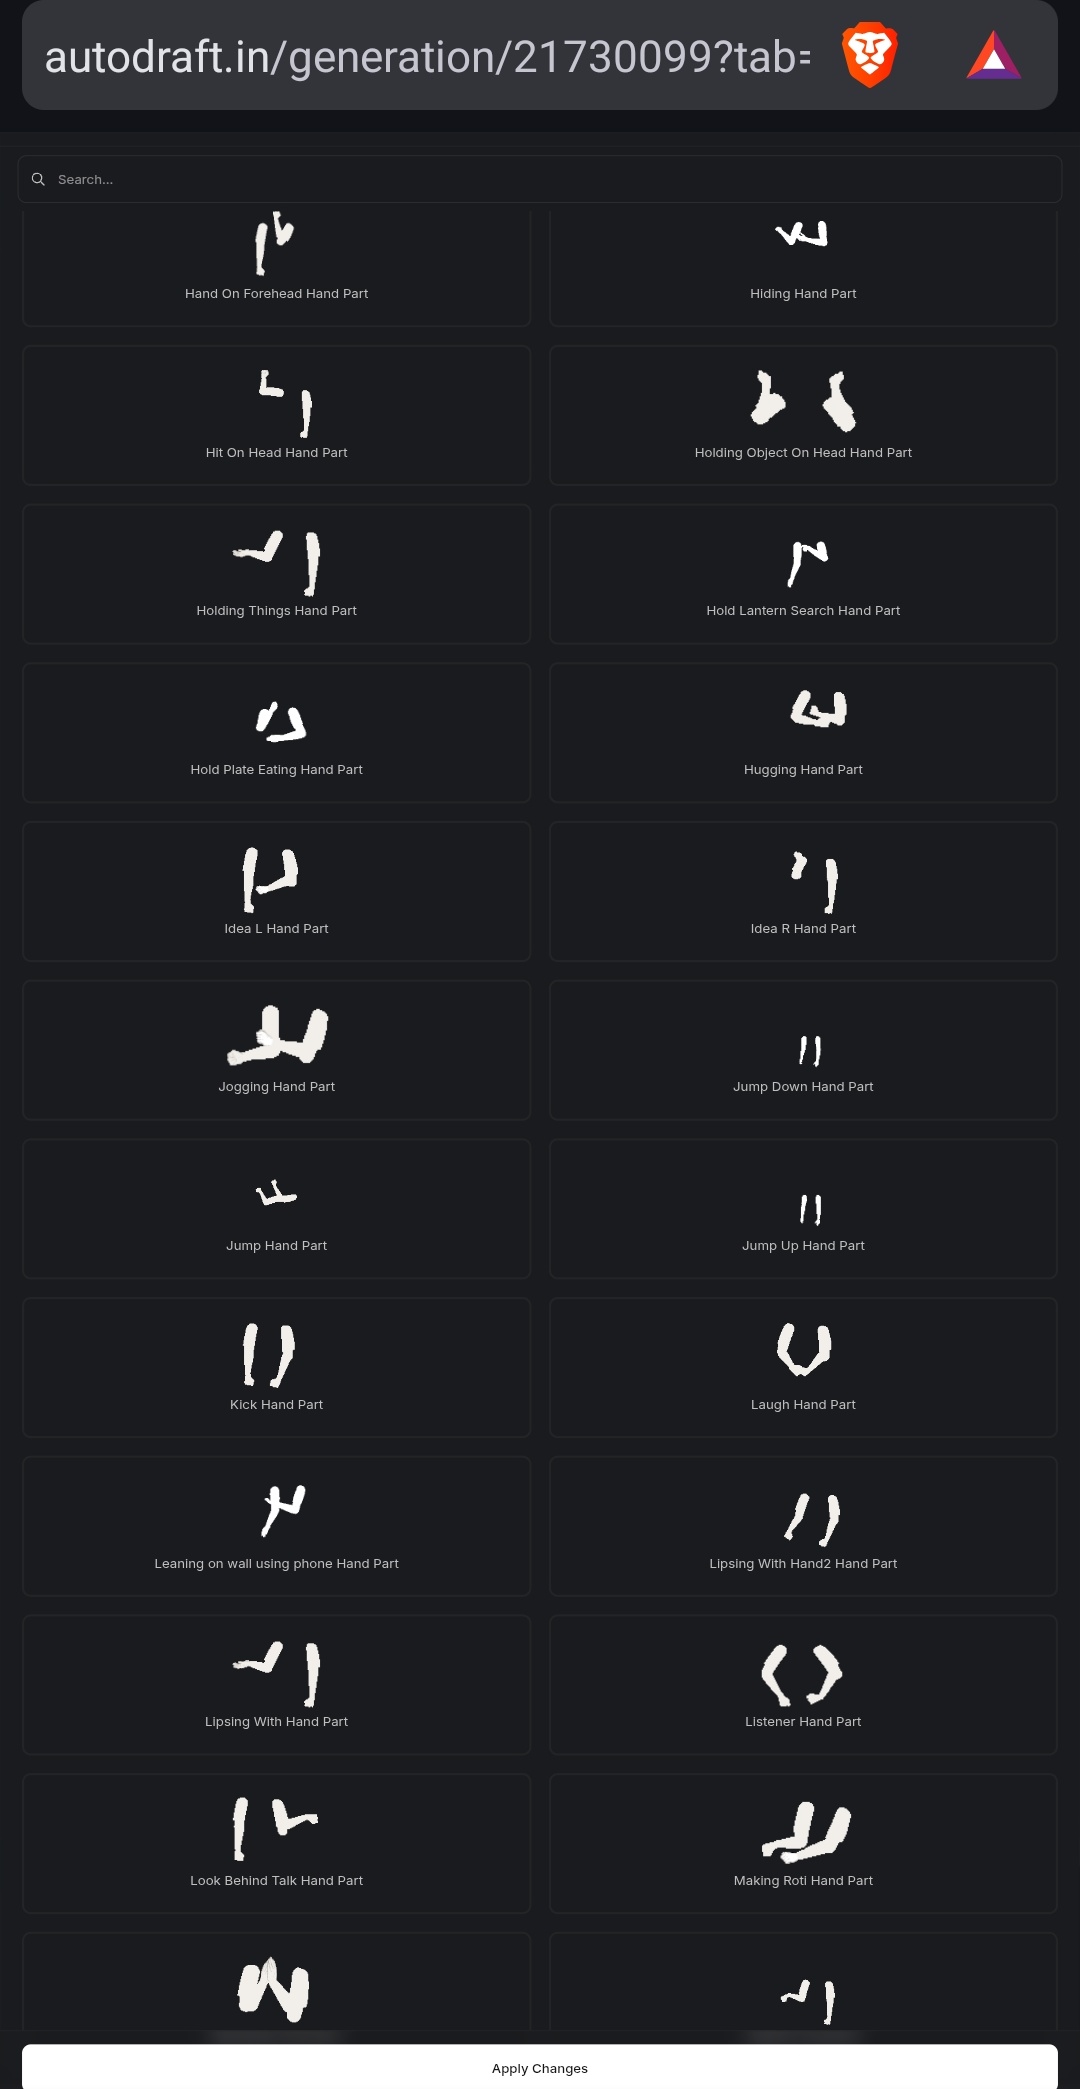 autodraft.in/generation/21730099?tab=
Search...
Hand On Forehead Hand Part
Hiding Hand Part
Hit On Head Hand Part
Holding Object On Head Hand Part
Holding Things Hand Part
Hold Lantern Search Hand Part
Hold Plate Eating Hand Part
Hugging Hand Part
Idea L Hand Part
Idea R Hand Part
Jogging Hand Part
Jump Down Hand Part
Jump Hand Part
Jump Up Hand Part
Kick Hand Part
Laugh Hand Part
Leaning on wall using phone Hand Part
Lipsing With Hand2 Hand Part
Lipsing With Hand Part
Listener Hand Part
Look Behind Talk Hand Part
Making Roti Hand Part
Apply Changes